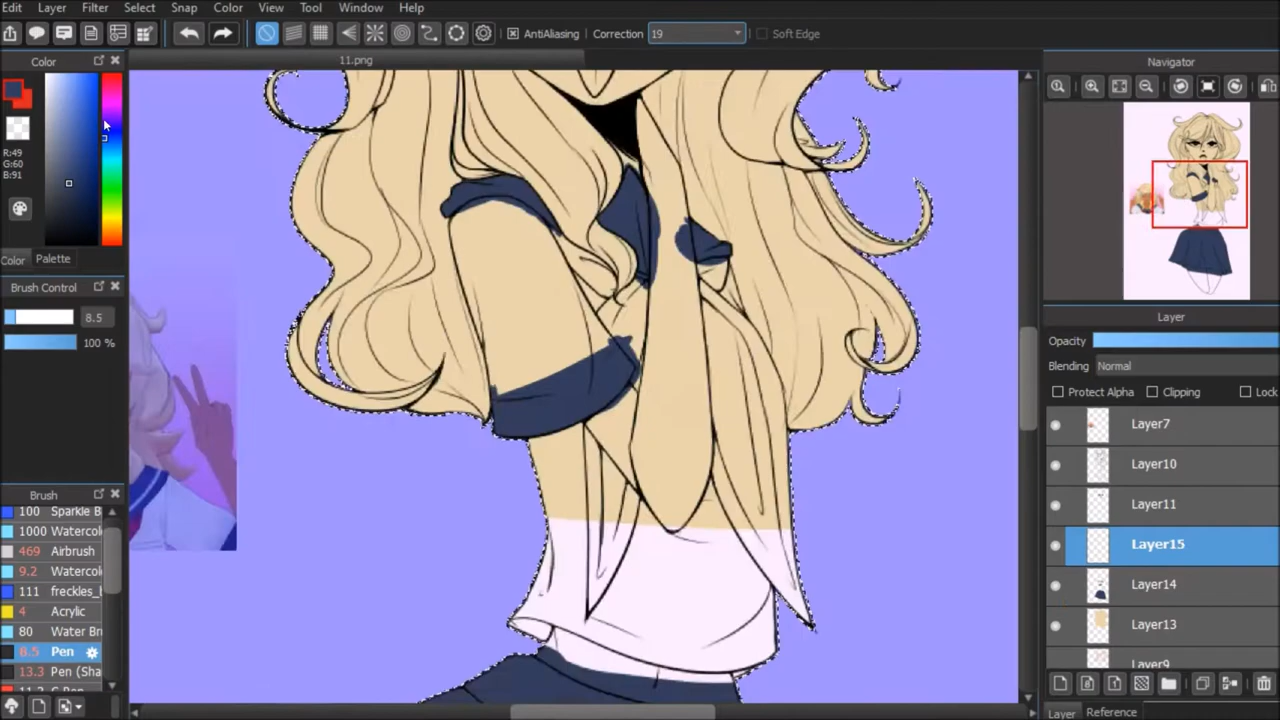 Edit Layer Filter Select Snap Color View Tool Window Help
AntiAliasing Correction 19 Soft Edge
Color
11.png
Navigator
R:49
G:60
B:91
Color Palette
Brush Control
8.5
100 %
Layer
Opacity
Blending Normal
Protect Alpha Clipping Lock
Layer7
Layer10
Layer11
Layer15
Layer14
Layer13
Layer9
Brush
100 Sparkle B
1000 Waterco
469 Airbrush
9.2 Waterco
111 freckles_
4 Acrylic
80 Water Br
8.5 Pen
13.3 Pen (Sha
Layer Reference